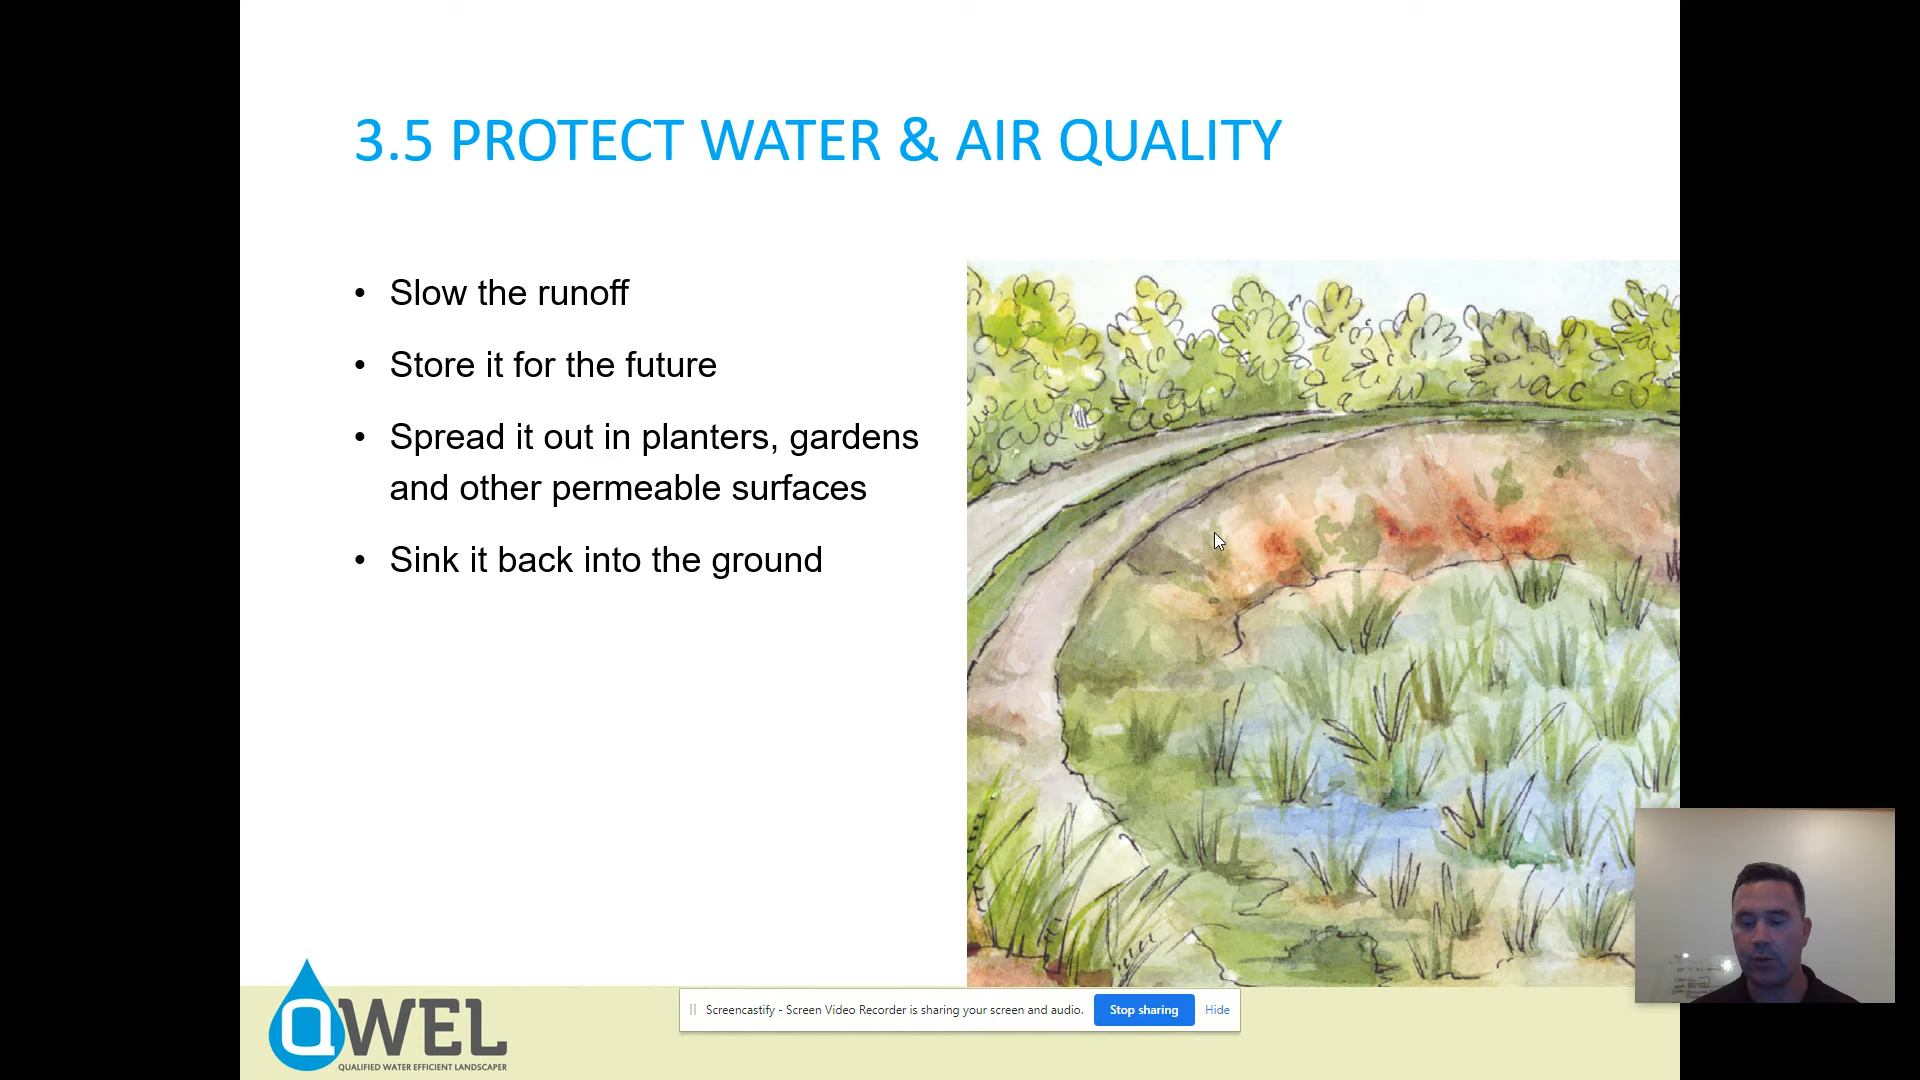 3.5 PROTECT WATER & AIR QUALITY
• Slow the runoff
• Store it for the future
• Spread it out in planters, gardens
and other permeable surfaces
• Sink it back into the ground
QWEL
QUALIFIED WATER EFFICIENT LANDSCAPER
Screencastify - Screen Video Recorder is sharing your screen and audio.
Stop sharing
Hide